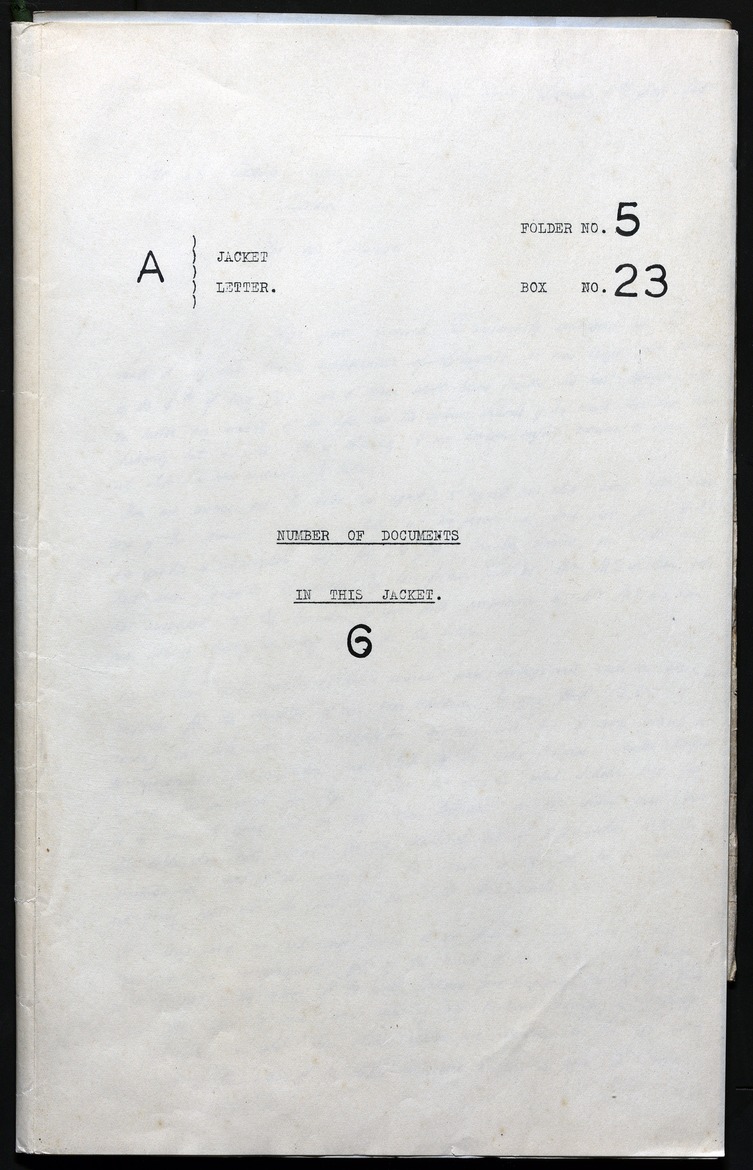 FOLDER NO. 5
A } JACKET
LETTER.
BOX NO. 23
NUMBER OF DOCUMENTS
IN THIS JACKET.
6